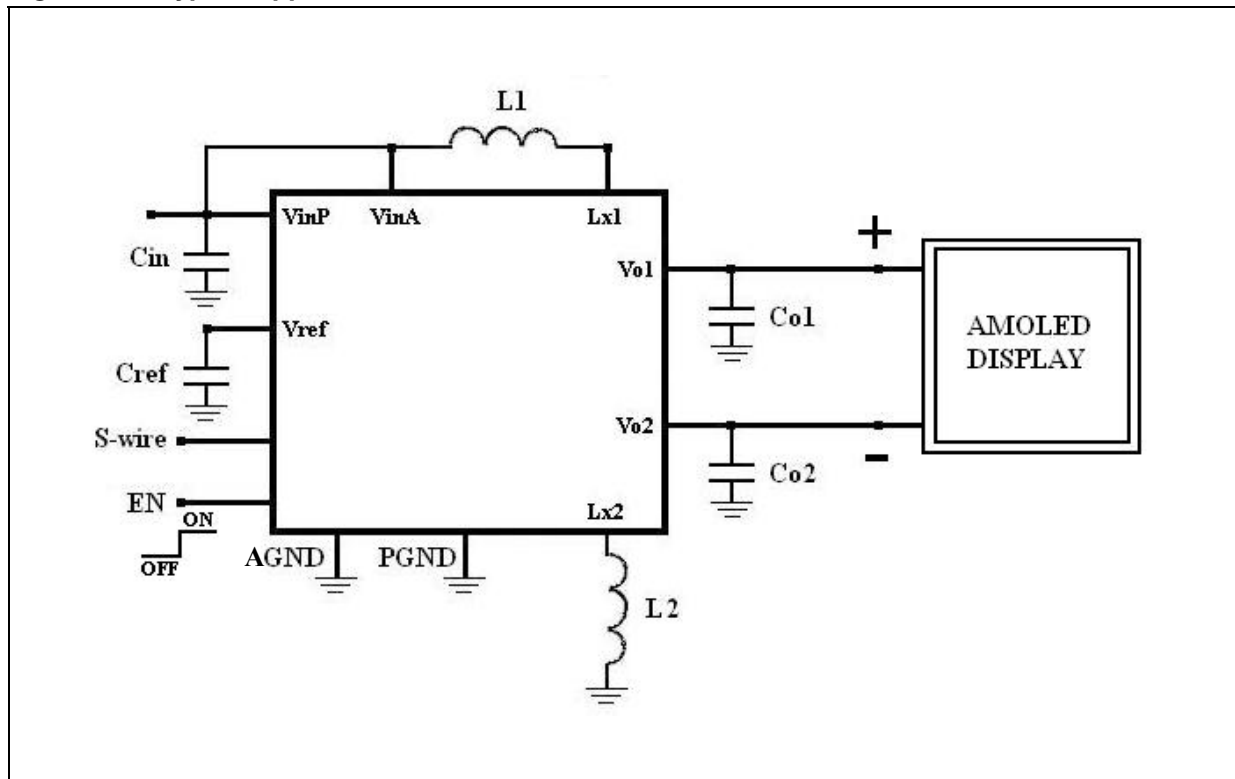 L1
VinP
VinA
Lx1
Cin
Vo1
+
Co1
AMOLED
DISPLAY
Vref
Cref
S-wire
Vo2
-
Co2
EN
ON
OFF
Lx2
AGND
PGND
L2